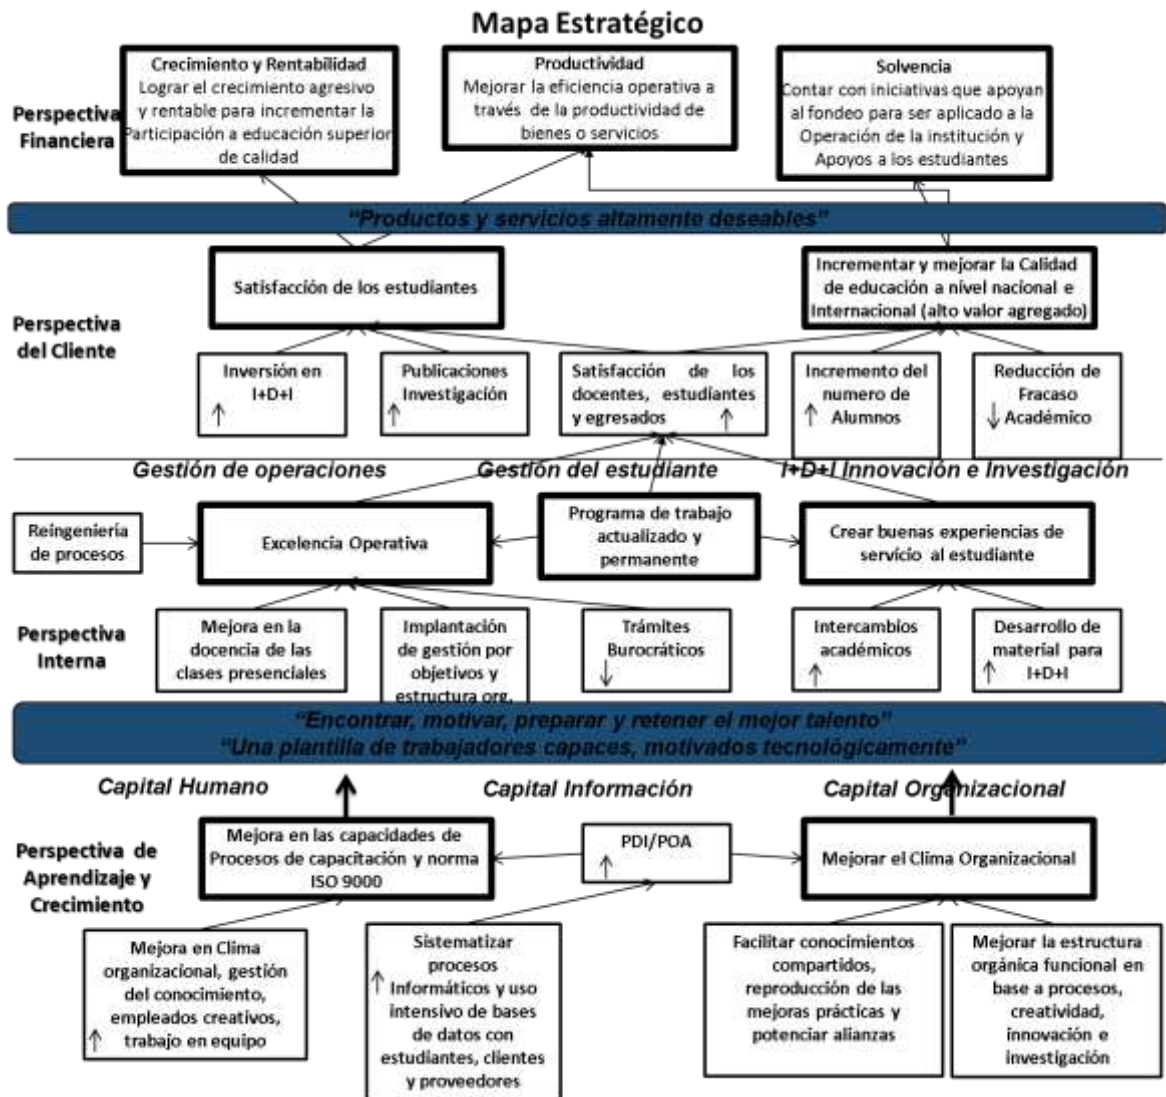 Mapa Estratégico
Perspectiva
Financiera
Crecimiento y Rentabilidad
Lograr el crecimiento agresivo
y rentable para incrementar la
Participación a educación superior
de calidad
Productividad
Mejorar la eficiencia operativa a
través de la productividad de
bienes o servicios
Solvencia
Contar con iniciativas que apoyan
al fondeo para ser aplicado a la
Operación de la institución y
Apoyos a los estudiantes
“Productos y servicios altamente deseables”
Perspectiva
del Cliente
Satisfacción de los estudiantes
Incrementar y mejorar la Calidad
de educación a nivel nacional e
Internacional (alto valor agregado)
Inversión en
I+D+I
Publicaciones
Investigación
Satisfacción de los
docentes, estudiantes
y egresados
Incremento del
numero de
Alumnos
Reducción de
Fracaso
Académico
Gestión de operaciones
Gestión del estudiante
I+D+I Innovación e Investigación
Reingeniería
de procesos
Excelencia Operativa
Programa de trabajo
actualizado y
permanente
Crear buenas experiencias de
servicio al estudiante
Perspectiva
Interna
Mejora en la
docencia de las
clases presenciales
Implantación
de gestión por
objetivos y
estructura org.
Trámites
Burocráticos
Intercambios
académicos
Desarrollo de
material para
I+D+I
“Encontrar, motivar, preparar y retener el mejor talento”
“Una plantilla de trabajadores capaces, motivados tecnológicamente”
Capital Humano
Capital Información
Capital Organizacional
Perspectiva de
Aprendizaje y
Crecimiento
Mejora en las capacidades de
Procesos de capacitación y norma
ISO 9000
PDI/POA
Mejorar el Clima Organizacional
Mejora en Clima
organizacional, gestión
del conocimiento,
empleados creativos,
trabajo en equipo
Sistematizar
procesos
Informáticos y uso
intensivo de bases
de datos con
estudiantes, clientes
y proveedores
Facilitar conocimientos
compartidos,
reproducción de las
mejoras prácticas y
potenciar alianzas
Mejorar la estructura
orgánica funcional en
base a procesos,
creatividad,
innovación e
investigación